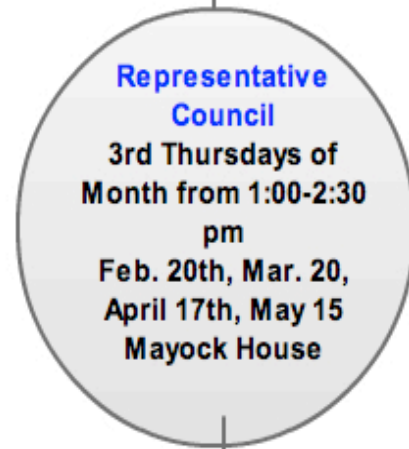 Representative
Council
3rd Thursdays of
Month from 1:00-2:30
pm
Feb. 20th, Mar. 20,
April 17th, May 15
Mayock House